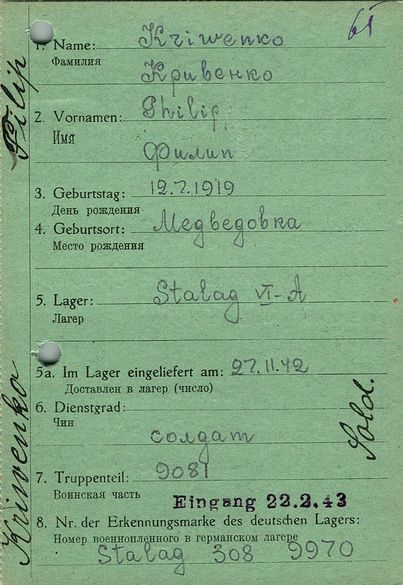 65
1. Name: Kriwenko
Фамилия
Кривенко
2. Vornamen: Philipp
Имя
Филип
3. Geburtstag: 12.7.1919
День рождения
4. Geburtsort: Медведовка
Место рождения
5. Lager: Stalag VI-A
Лагер
5a. Im Lager eingeliefert am: 27.11.42
Доставлен в лагер (число)
6. Dienstgrad:
Чин
солдат
7. Truppenteil: 9081
Воинская часть
Eingang 22.2.43
8. Nr. der Erkennungsmarke des deutschen Lagers:
Номер военнопленного в германском лагере
Stalag 308 9970
Kriwenko Filip
Sold.